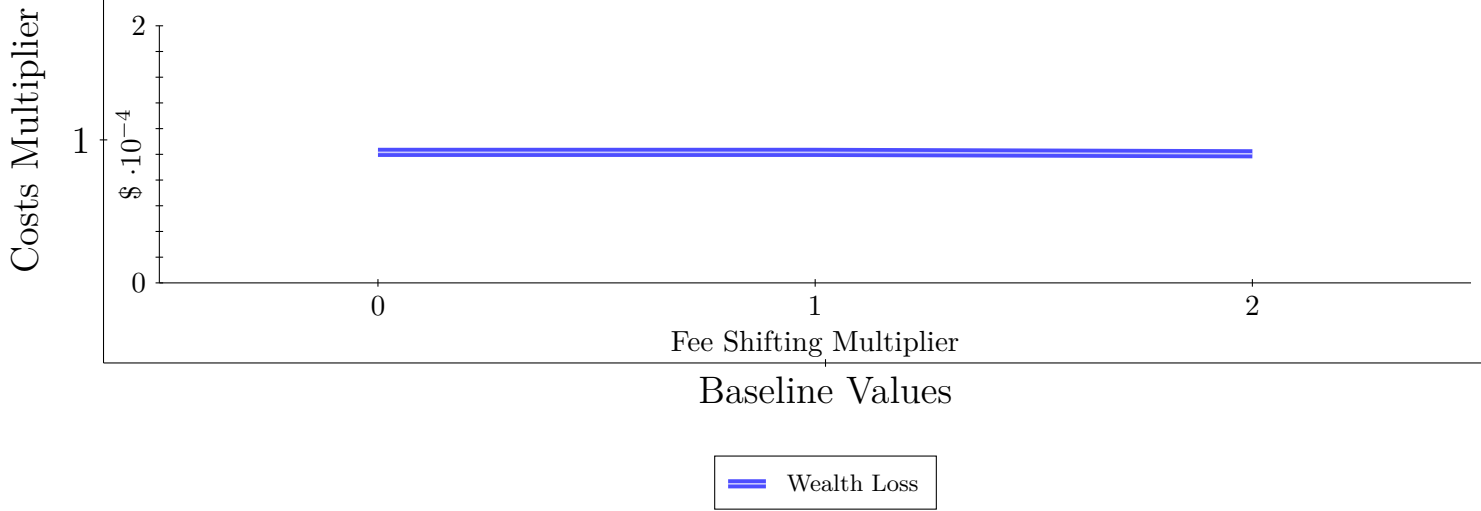 Costs Multiplier
1
$ ·10⁻⁴
2
0
0 1 2
Fee Shifting Multiplier
Baseline Values
Wealth Loss